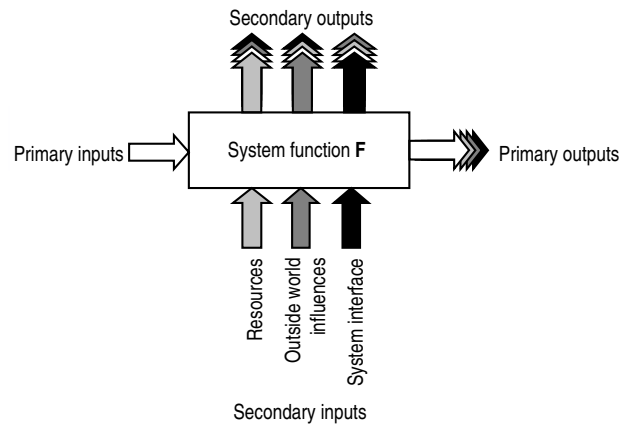 Secondary outputs
Primary inputs
System function F
Primary outputs
Resources
Outside world
influences
System interface
Secondary inputs